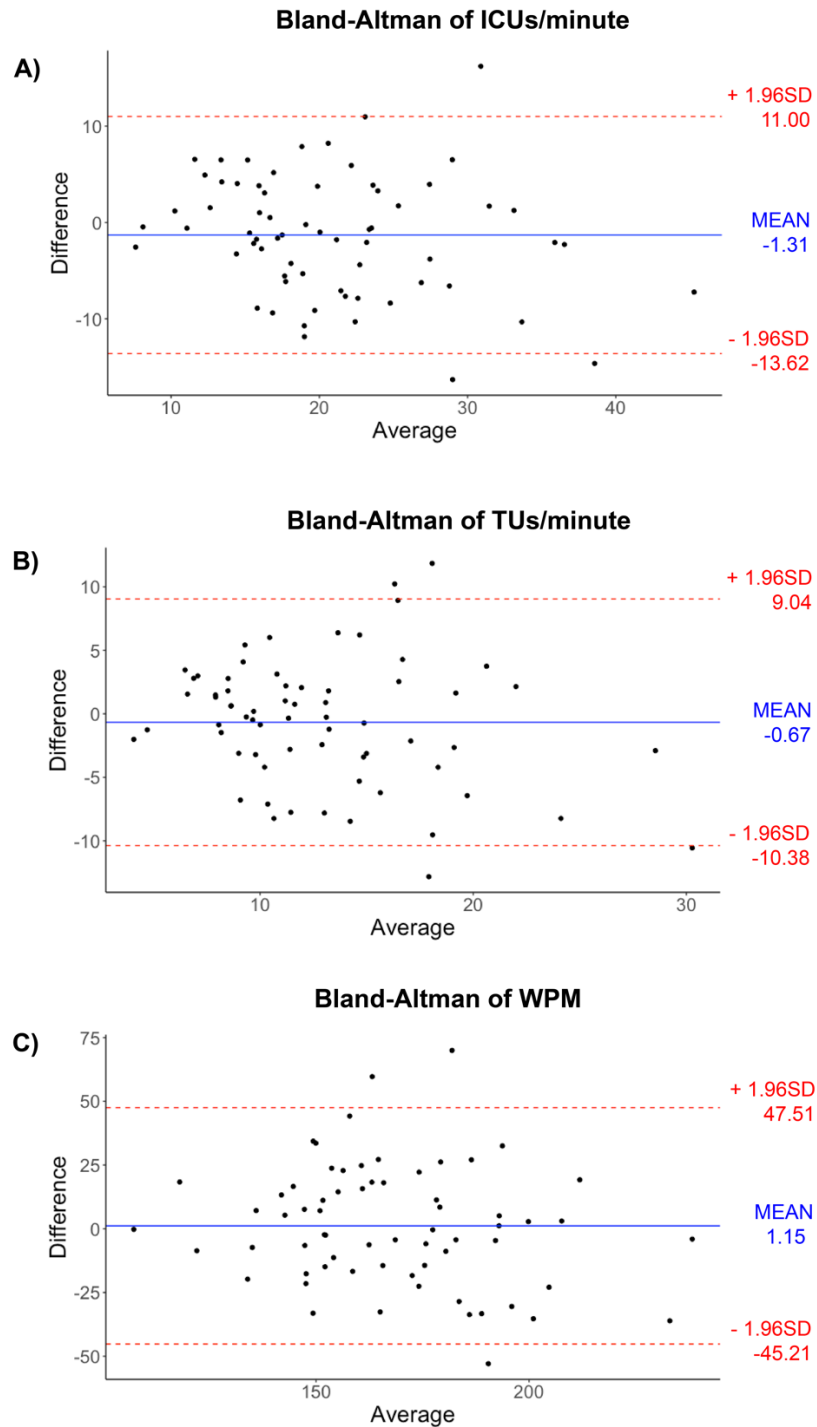 Bland-Altman of ICUs/minute
A)
+ 1.96SD
11.00
10
0
-10
Difference
MEAN
-1.31
- 1.96SD
-13.62
10 20 30 40
Average
Bland-Altman of TUs/minute
B)
+ 1.96SD
9.04
10
5
0
-5
-10
Difference
MEAN
-0.67
- 1.96SD
-10.38
10 20 30
Average
Bland-Altman of WPM
C)
75
50
25
0
-25
-50
Difference
+ 1.96SD
47.51
MEAN
1.15
- 1.96SD
-45.21
150 200
Average